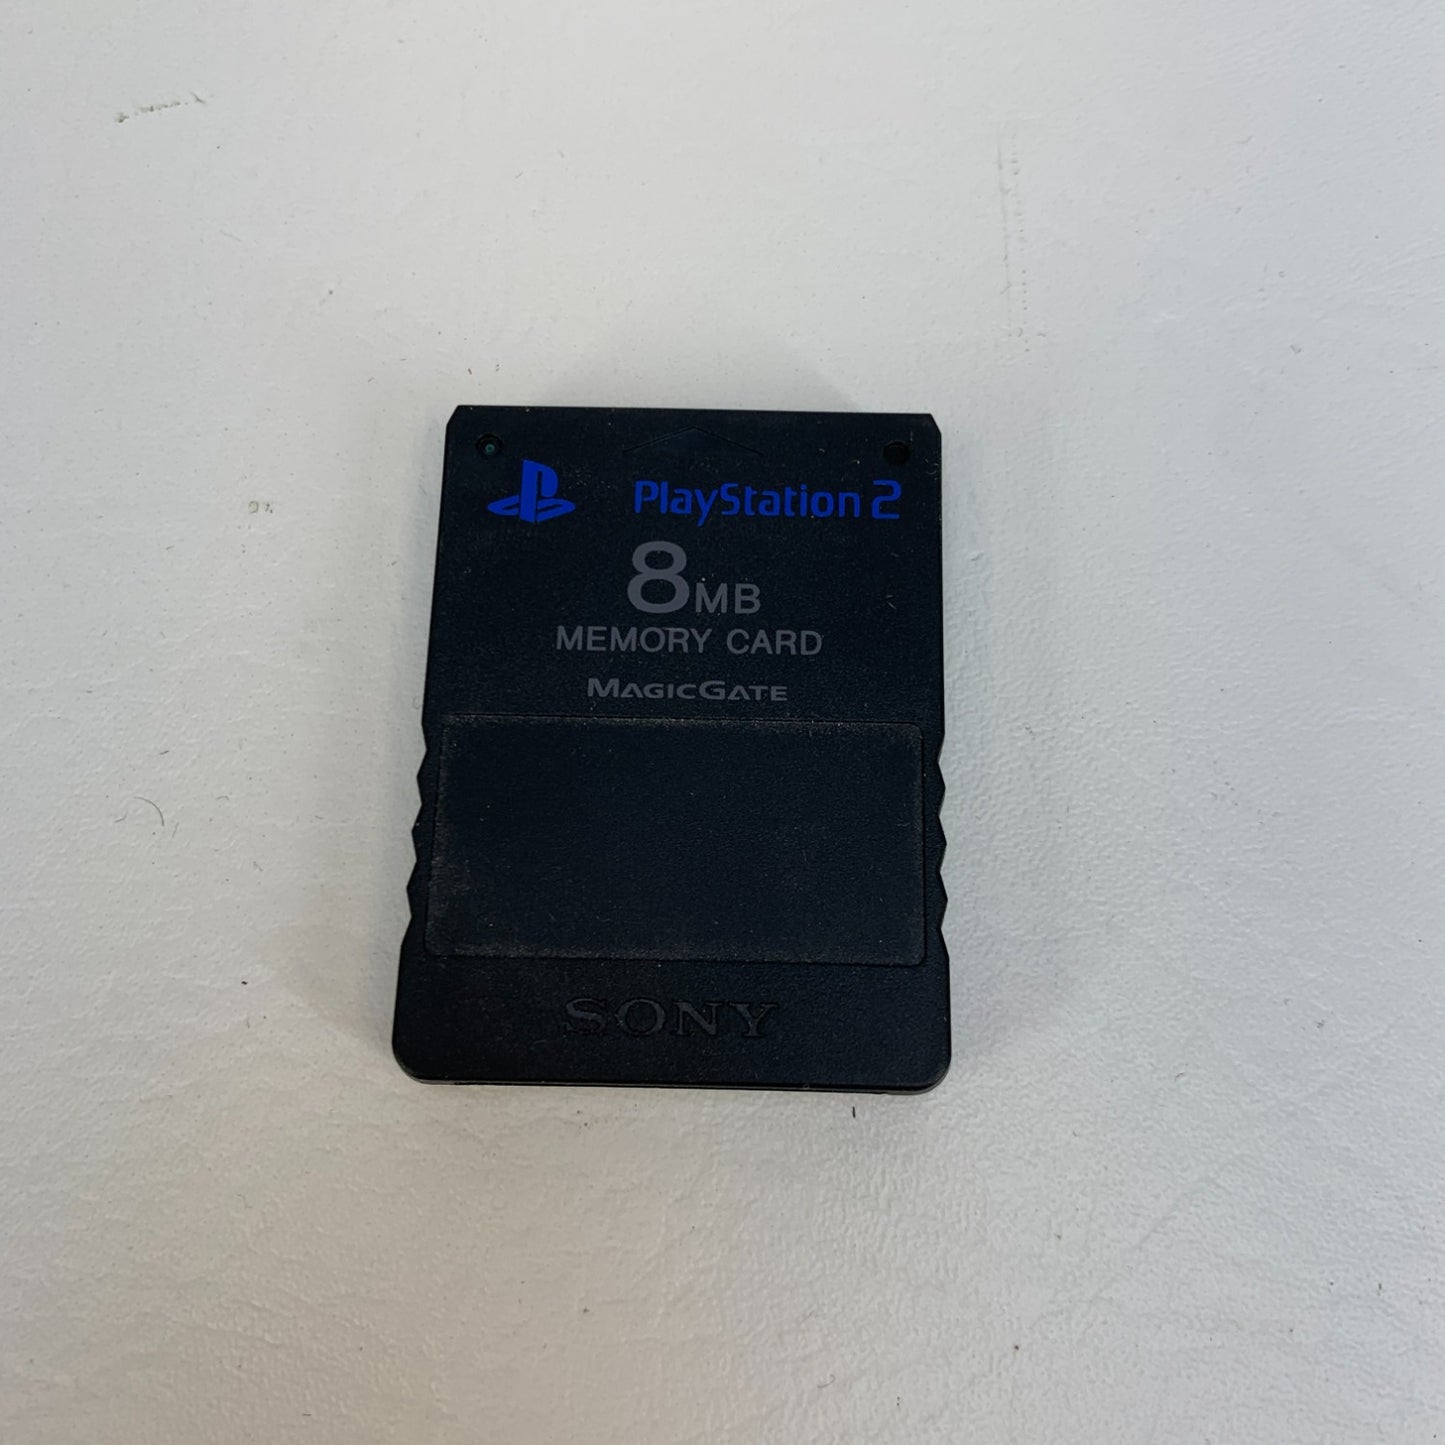 PlayStation 2
8MB
MEMORY CARD
MAGICGATE
SONY